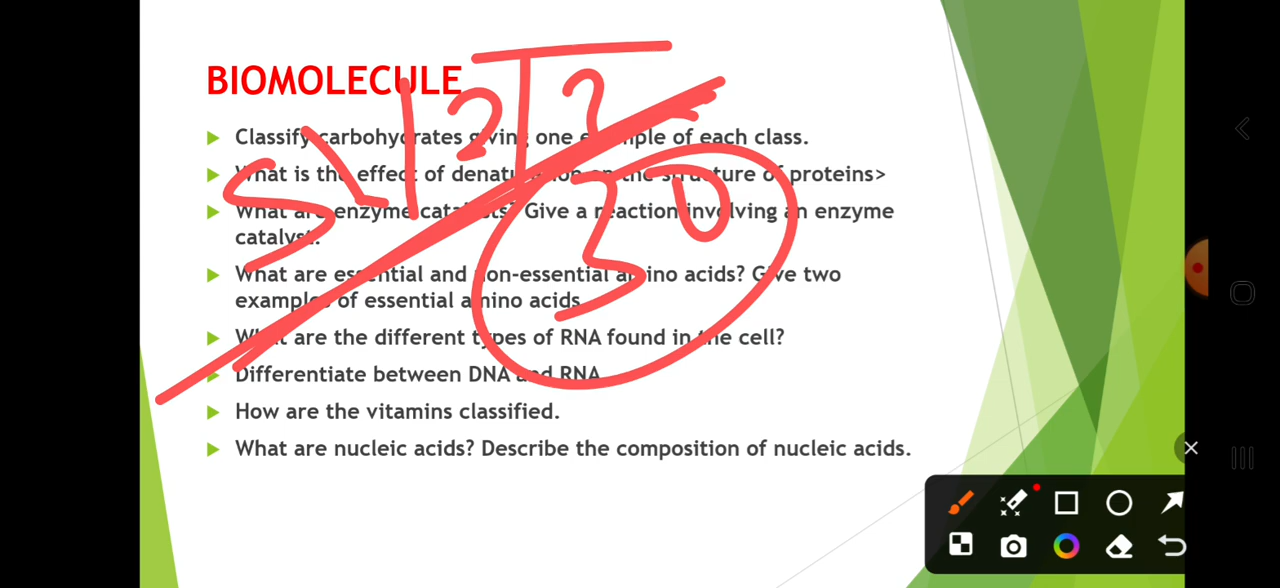 BIOMOLECULE
Classify carbohydrates giving one example of each class.
What is the effect of denaturation on the structure of proteins>
What are enzyme catalysts? Give a reaction involving an enzyme
catalyst.
What are essential and non-essential amino acids? Give two
examples of essential amino acids.
What are the different types of RNA found in the cell?
Differentiate between DNA and RNA
How are the vitamins classified.
What are nucleic acids? Describe the composition of nucleic acids.
30